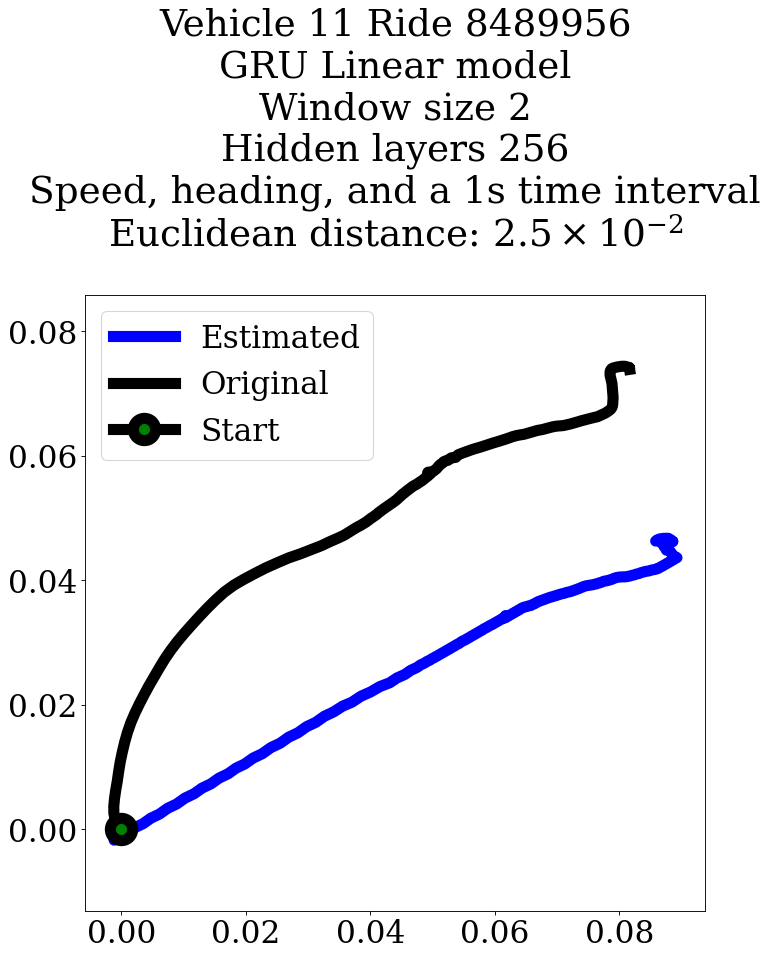 Vehicle 11 Ride 8489956
GRU Linear model
Window size 2
Hidden layers 256
Speed, heading, and a 1s time interval
Euclidean distance: 2.5 × 10⁻²
Estimated
Original
Start
0.08
0.06
0.04
0.02
0.00
0.00 0.02 0.04 0.06 0.08